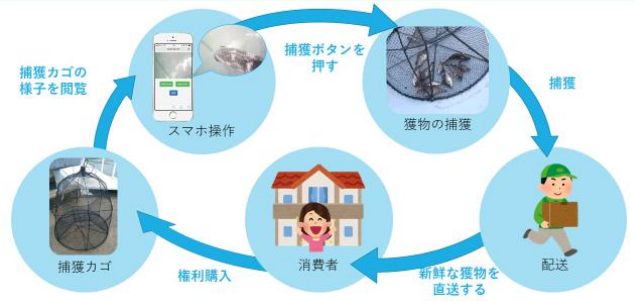 捕獲カゴの
様子を閲覧
スマホ操作
捕獲ボタンを
押す
獲物の捕獲
捕獲
捕獲カゴ
権利購入
消費者
新鮮な獲物を
直送する
配送